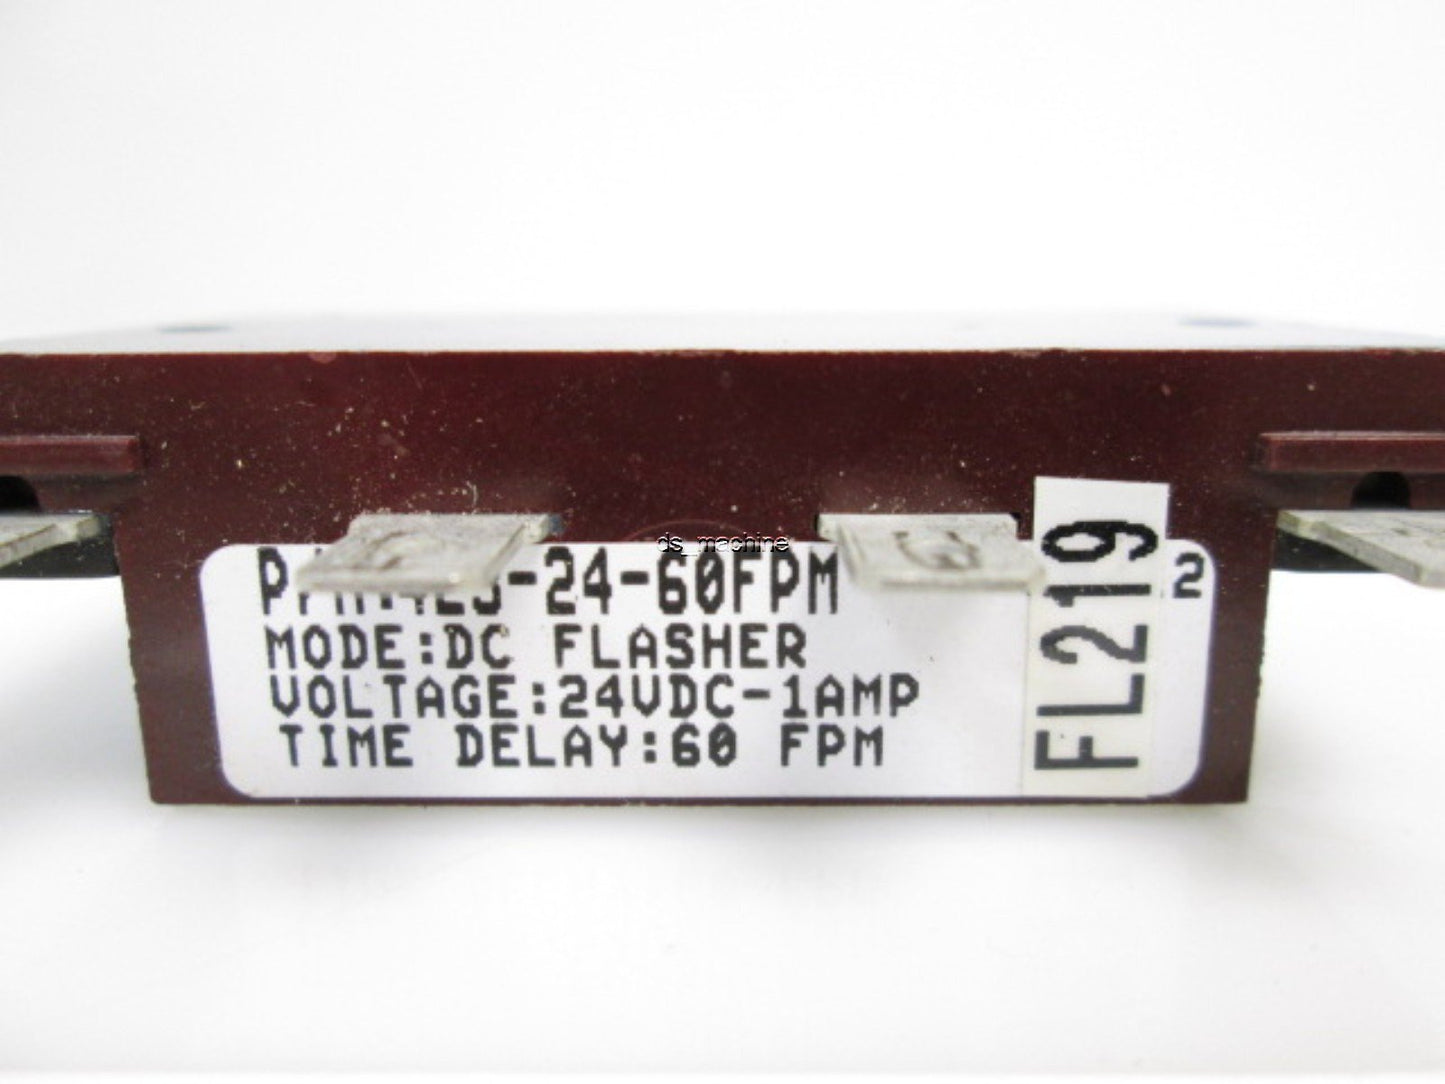 ds_machine
-24-60FPM
MODE:DC FLASHER
VOLTAGE:24VDC-1AMP
TIME DELAY:60 FPM
FL219
2